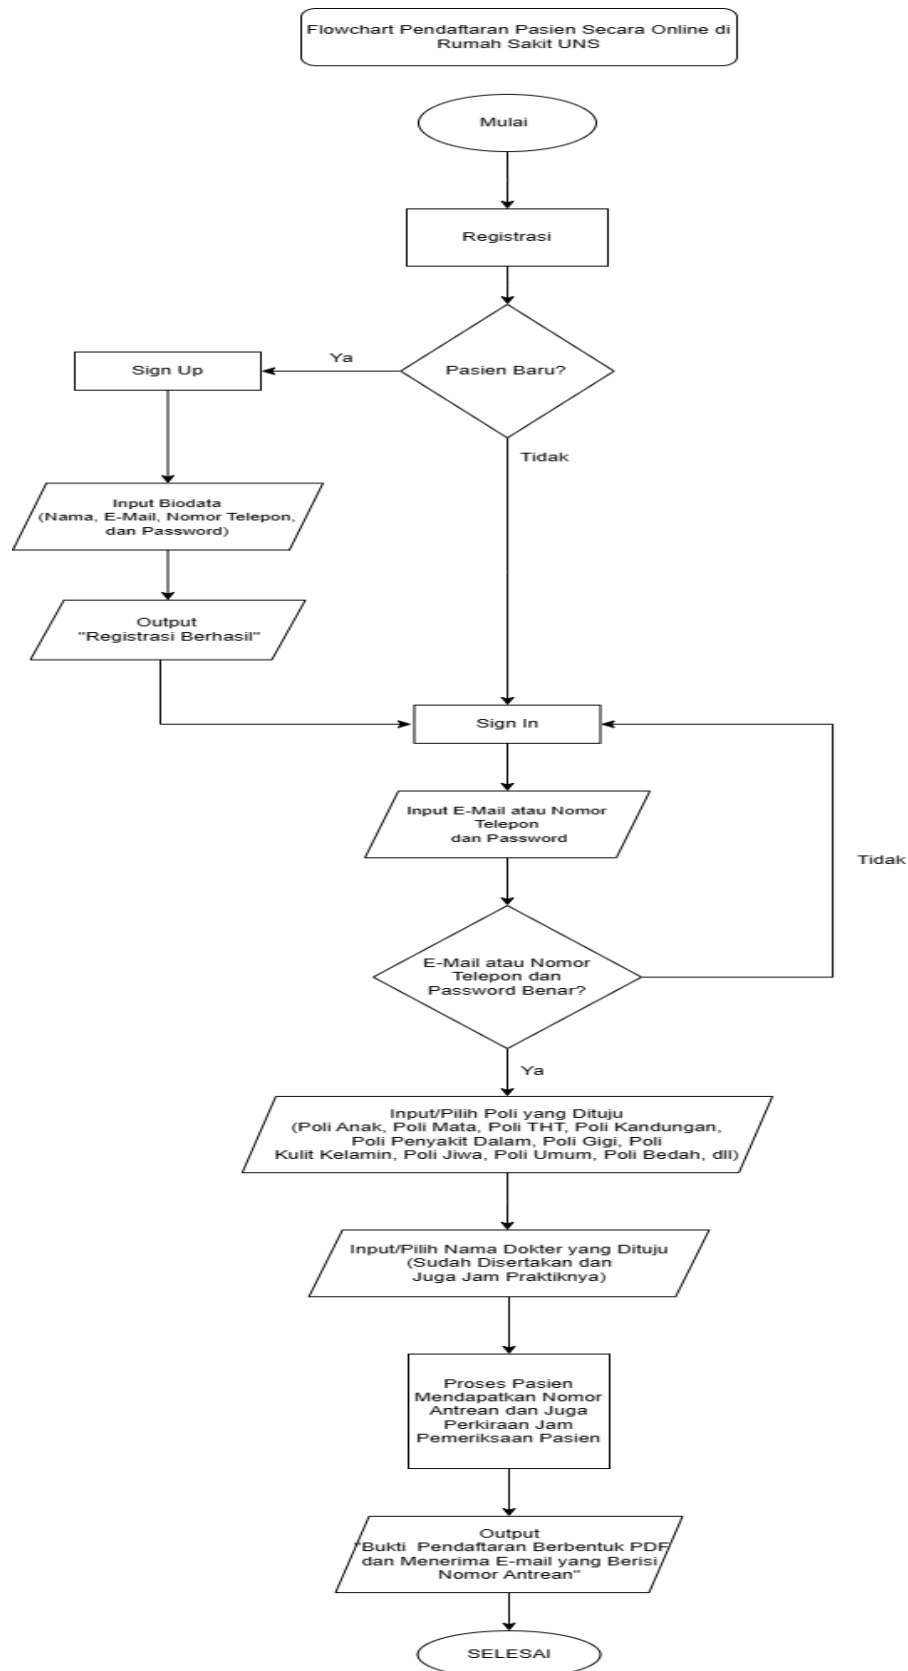 Flowchart Pendaftaran Pasien Secara Online di
Rumah Sakit UNS
Mulai
Registrasi
Pasien Baru?
Ya
Sign Up
Tidak
Input Biodata
(Nama, E-Mail, Nomor Telepon,
dan Password)
Output
"Registrasi Berhasil"
Sign In
Input E-Mail atau Nomor
Telepon
dan Password
Tidak
E-Mail atau Nomor
Telepon dan
Password Benar?
Ya
Input/Pilih Poli yang Dituju
(Poli Anak, Poli Mata, Poli THT, Poli Kandungan,
Poli Penyakit Dalam, Poli Gigi, Poli
Kulit Kelamin, Poli Jiwa, Poli Umum, Poli Bedah, dll)
Input/Pilih Nama Dokter yang Dituju
(Sudah Disertakan dan
Juga Jam Praktiknya)
Proses Pasien
Mendapatkan Nomor
Antrean dan Juga
Perkiraan Jam
Pemeriksaan Pasien
Output
"Bukti Pendaftaran Berbentuk PDF
dan Menerima E-mail yang Berisi
Nomor Antrean"
SELESAI